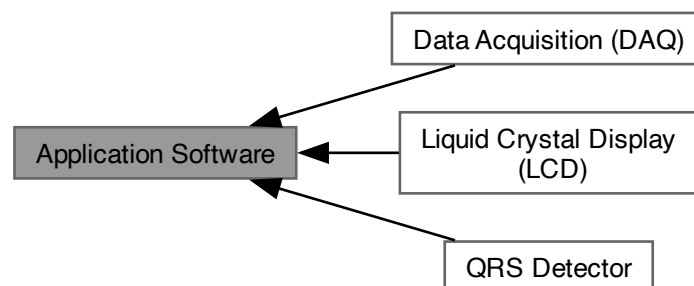 Data Acquisition (DAQ)
Application Software
Liquid Crystal Display
(LCD)
QRS Detector